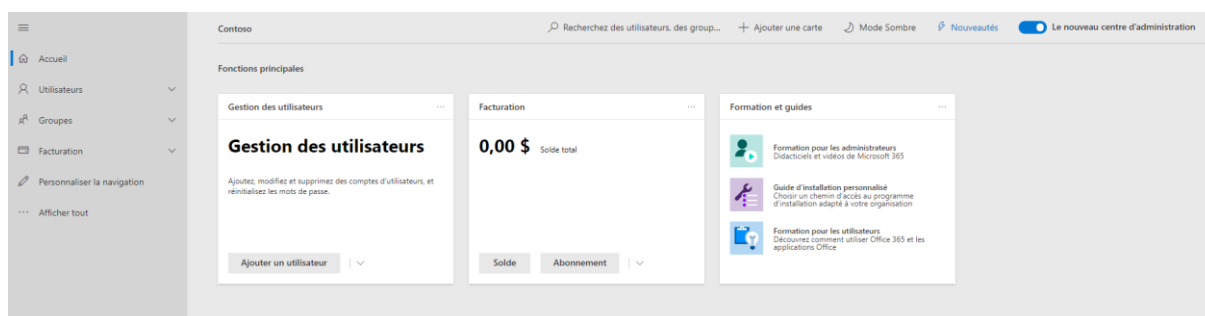 Contoso
Recherchez des utilisateurs, des group...
Ajouter une carte
Mode Sombre
Nouveautés
Le nouveau centre d'administration
Accueil
Utilisateurs
Groupes
Facturation
Personnaliser la navigation
Afficher tout
Fonctions principales
Gestion des utilisateurs
Gestion des utilisateurs
Ajoutez, modifiez et supprimez des comptes d'utilisateurs, et
réinitialisez les mots de passe.
Ajouter un utilisateur
Facturation
0,00 $ Solde total
Solde
Abonnement
Formation et guides
Formation pour les administrateurs
Didacticiels et vidéos de Microsoft 365
Guide d'installation personnalisé
Choisir un chemin d'accès au programme
d'installation adapté à votre organisation
Formation pour les utilisateurs
Découvrez comment utiliser Office 365 et les
applications Office